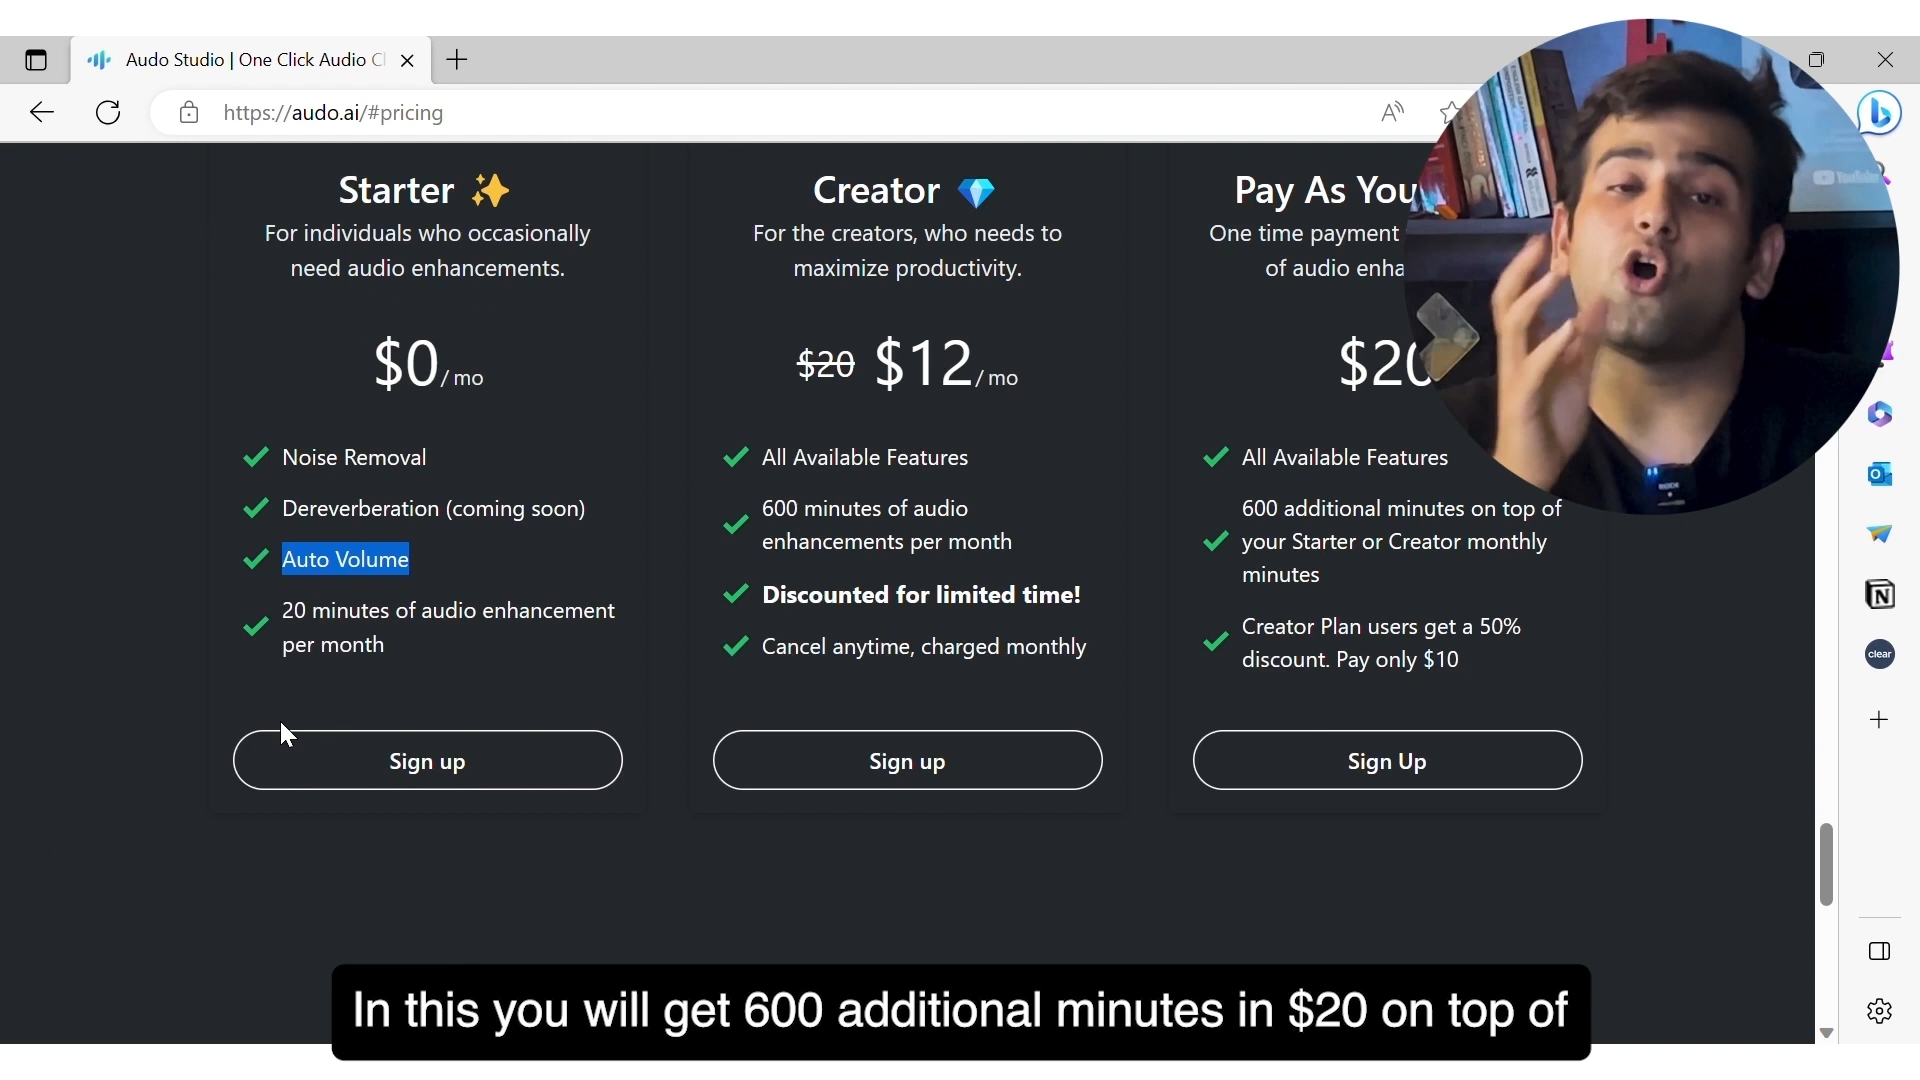 Audo Studio | One Click Audio Cl
https://audo.ai/#pricing
YouTube
Starter
For individuals who occasionally
need audio enhancements.
$0 / mo
Noise Removal
Dereverberation (coming soon)
Auto Volume
20 minutes of audio enhancement
per month
Sign up
Creator
For the creators, who needs to
maximize productivity.
$20 $12 / mo
All Available Features
600 minutes of audio
enhancements per month
Discounted for limited time!
Cancel anytime, charged monthly
Sign up
Pay As You
One time payment
of audio enha
$20
All Available Features
600 additional minutes on top of
your Starter or Creator monthly
minutes
Creator Plan users get a 50%
discount. Pay only $10
Sign Up
clear
In this you will get 600 additional minutes in $20 on top of